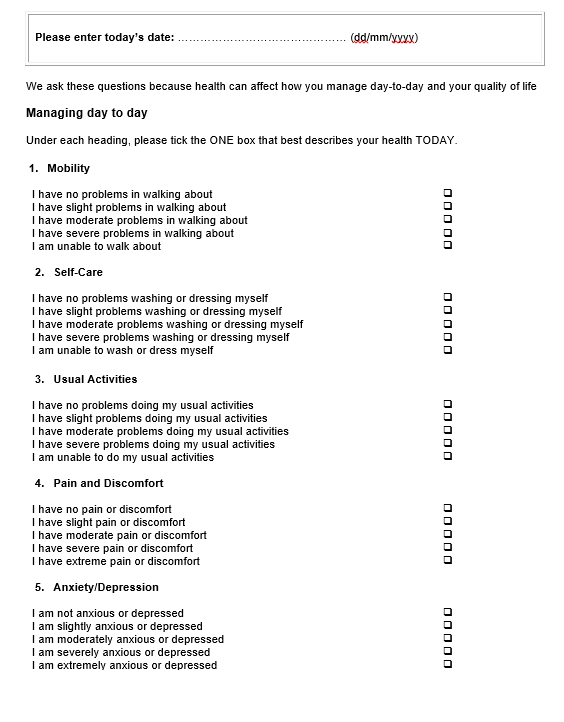 Please enter today's date: ………………………………………. (dd/mm/yyyy)
We ask these questions because health can affect how you manage day-to-day and your quality of life
Managing day to day
Under each heading, please tick the ONE box that best describes your health TODAY.
1. Mobility
I have no problems in walking about ❑
I have slight problems in walking about ❑
I have moderate problems in walking about ❑
I have severe problems in walking about ❑
I am unable to walk about ❑
2. Self-Care
I have no problems washing or dressing myself ❑
I have slight problems washing or dressing myself ❑
I have moderate problems washing or dressing myself ❑
I have severe problems washing or dressing myself ❑
I am unable to wash or dress myself ❑
3. Usual Activities
I have no problems doing my usual activities ❑
I have slight problems doing my usual activities ❑
I have moderate problems doing my usual activities ❑
I have severe problems doing my usual activities ❑
I am unable to do my usual activities ❑
4. Pain and Discomfort
I have no pain or discomfort ❑
I have slight pain or discomfort ❑
I have moderate pain or discomfort ❑
I have severe pain or discomfort ❑
I have extreme pain or discomfort ❑
5. Anxiety/Depression
I am not anxious or depressed ❑
I am slightly anxious or depressed ❑
I am moderately anxious or depressed ❑
I am severely anxious or depressed ❑
I am extremely anxious or depressed ❑